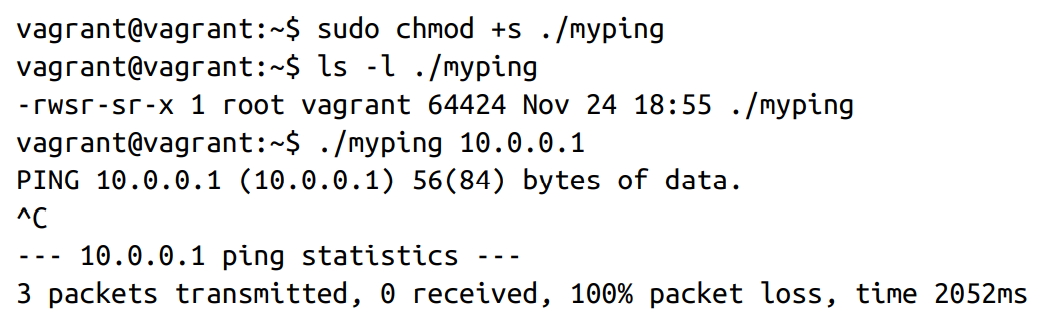 vagrant@vagrant:~$ sudo chmod +s ./myping
vagrant@vagrant:~$ ls -l ./myping
-rwsr-sr-x 1 root vagrant 64424 Nov 24 18:55 ./myping
vagrant@vagrant:~$ ./myping 10.0.0.1
PING 10.0.0.1 (10.0.0.1) 56(84) bytes of data.
^C
--- 10.0.0.1 ping statistics ---
3 packets transmitted, 0 received, 100% packet loss, time 2052ms